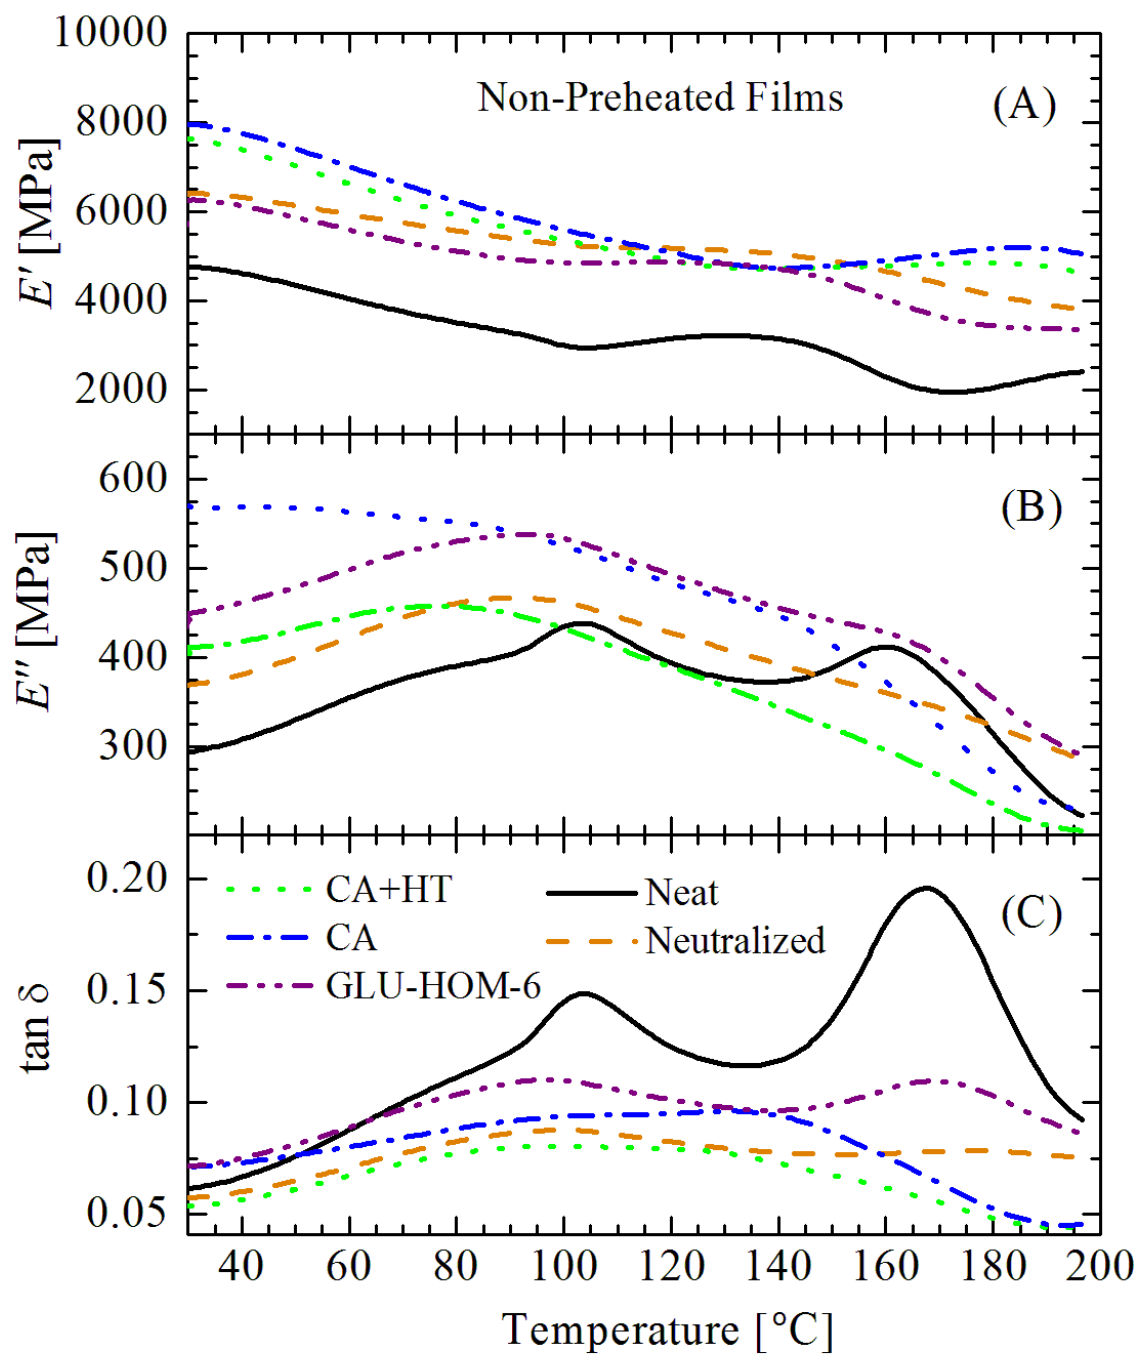 10000
8000
6000
4000
2000
E′ [MPa]
Non-Preheated Films
(A)
600
500
400
300
E″ [MPa]
(B)
0.20
0.15
0.10
0.05
tan δ
CA+HT
CA
GLU-HOM-6
Neat
Neutralized
(C)
40 60 80 100 120 140 160 180 200
Temperature [°C]